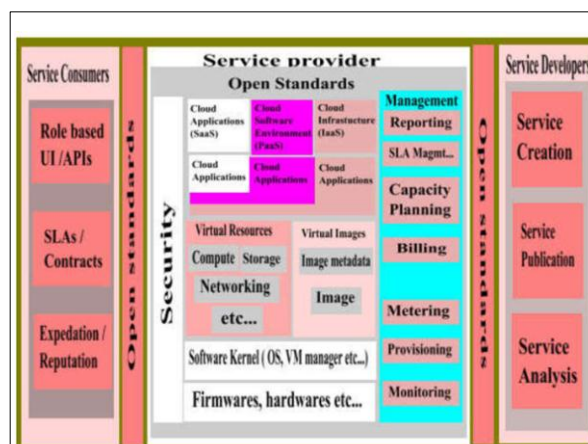 Service Consumers
Role based
UI /APIs
SLAs /
Contracts
Expedation /
Reputation
Open standards
Service provider
Open Standards
Security
Cloud
Applications
(SaaS)
Cloud
Software
Environment
(PaaS)
Cloud
Infrastucture
(IaaS)
Cloud
Applications
Cloud
Applications
Cloud
Applications
Virtual Resources
Compute
Storage
Networking
etc...
Virtual Images
Image metadata
Image
Software Kernel ( OS, VM manager etc...)
Firmwares, hardwares etc...
Management
Reporting
SLA Magmt...
Capacity
Planning
Billing
Metering
Provisioning
Monitoring
Open standards
Service Developers
Service
Creation
Service
Publication
Service
Analysis